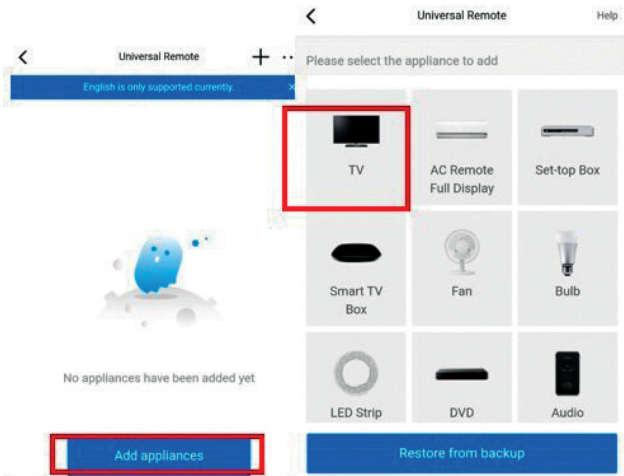 Universal Remote
English is only supported currently.
No appliances have been added yet
Add appliances
Universal Remote
Help
Please select the appliance to add
TV
AC Remote
Full Display
Set-top Box
Smart TV
Box
Fan
Bulb
LED Strip
DVD
Audio
Restore from backup